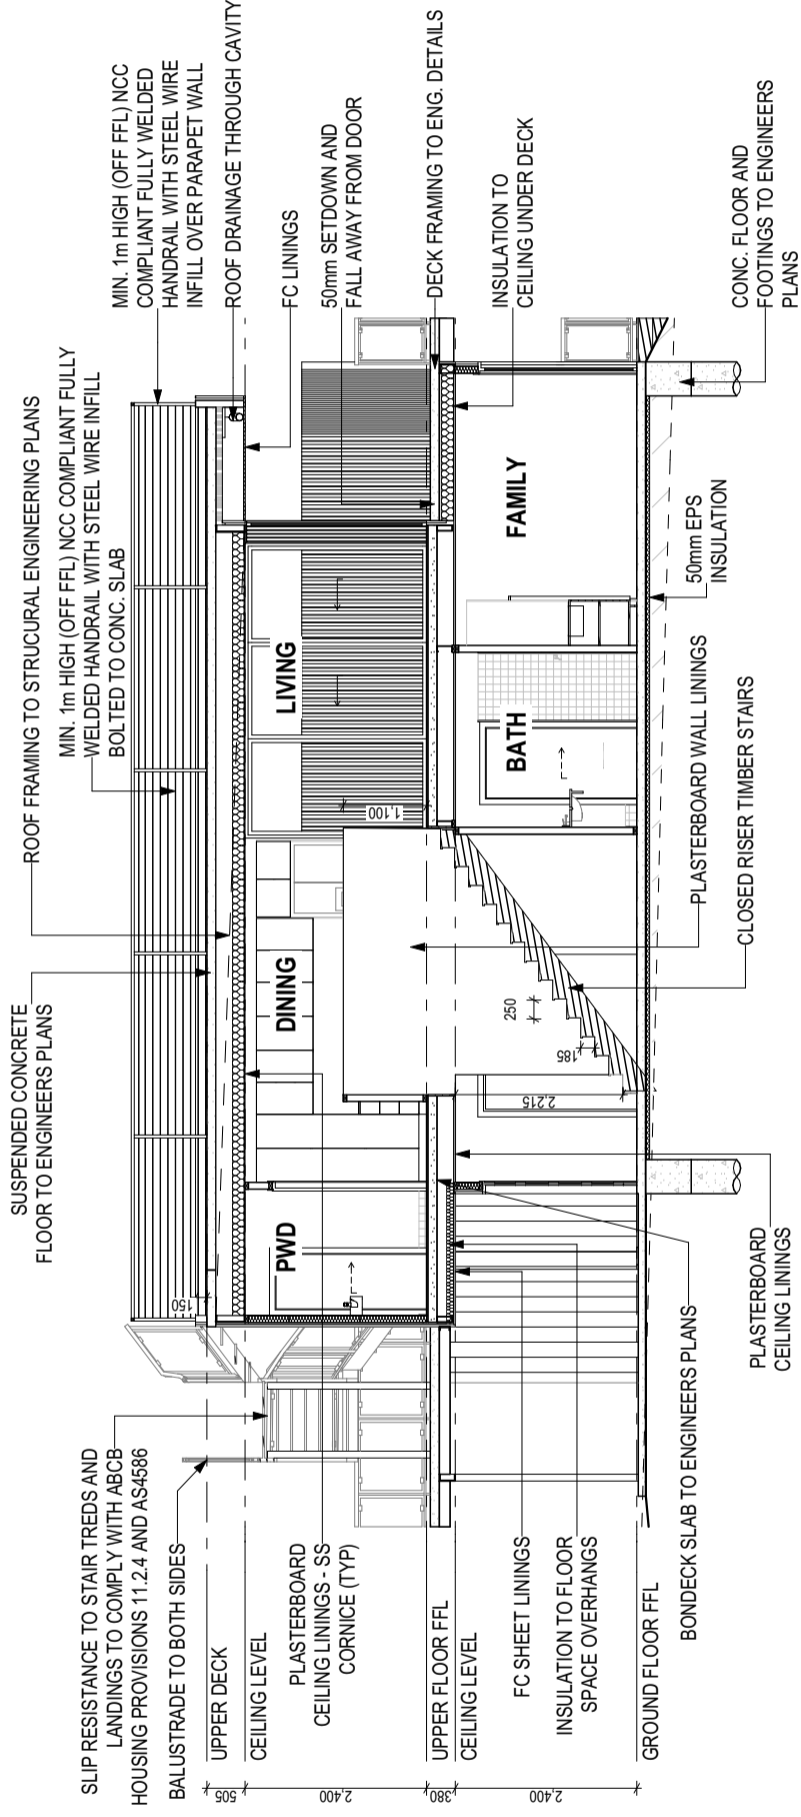 SLIP RESISTANCE TO STAIR TREDS AND
LANDINGS TO COMPLY WITH ABCB
HOUSING PROVISIONS 11.2.4 AND AS4586
BALUSTRADE TO BOTH SIDES
UPPER DECK
CEILING LEVEL
PLASTERBOARD
CEILING LININGS - SS
CORNICE (TYP)
UPPER FLOOR FFL
CEILING LEVEL
FC SHEET LININGS
INSULATION TO FLOOR
SPACE OVERHANGS
GROUND FLOOR FFL
505
2,400
380
2,400
SUSPENDED CONCRETE
FLOOR TO ENGINEERS PLANS
ROOF FRAMING TO STRUCURAL ENGINEERING PLANS
MIN. 1m HIGH (OFF FFL) NCC COMPLIANT FULLY
WELDED HANDRAIL WITH STEEL WIRE INFILL
BOLTED TO CONC. SLAB
MIN. 1m HIGH (OFF FFL) NCC
COMPLIANT FULLY WELDED
HANDRAIL WITH STEEL WIRE
INFILL OVER PARAPET WALL
ROOF DRAINAGE THROUGH CAVITY
FC LININGS
50mm SETDOWN AND
FALL AWAY FROM DOOR
DECK FRAMING TO ENG. DETAILS
INSULATION TO
CEILING UNDER DECK
CONC. FLOOR AND
FOOTINGS TO ENGINEERS
PLANS
150
PWD
DINING
LIVING
1,100
BATH
FAMILY
250
185
2,215
50mm EPS
INSULATION
PLASTERBOARD WALL LININGS
CLOSED RISER TIMBER STAIRS
PLASTERBOARD
CEILING LININGS
BONDECK SLAB TO ENGINEERS PLANS